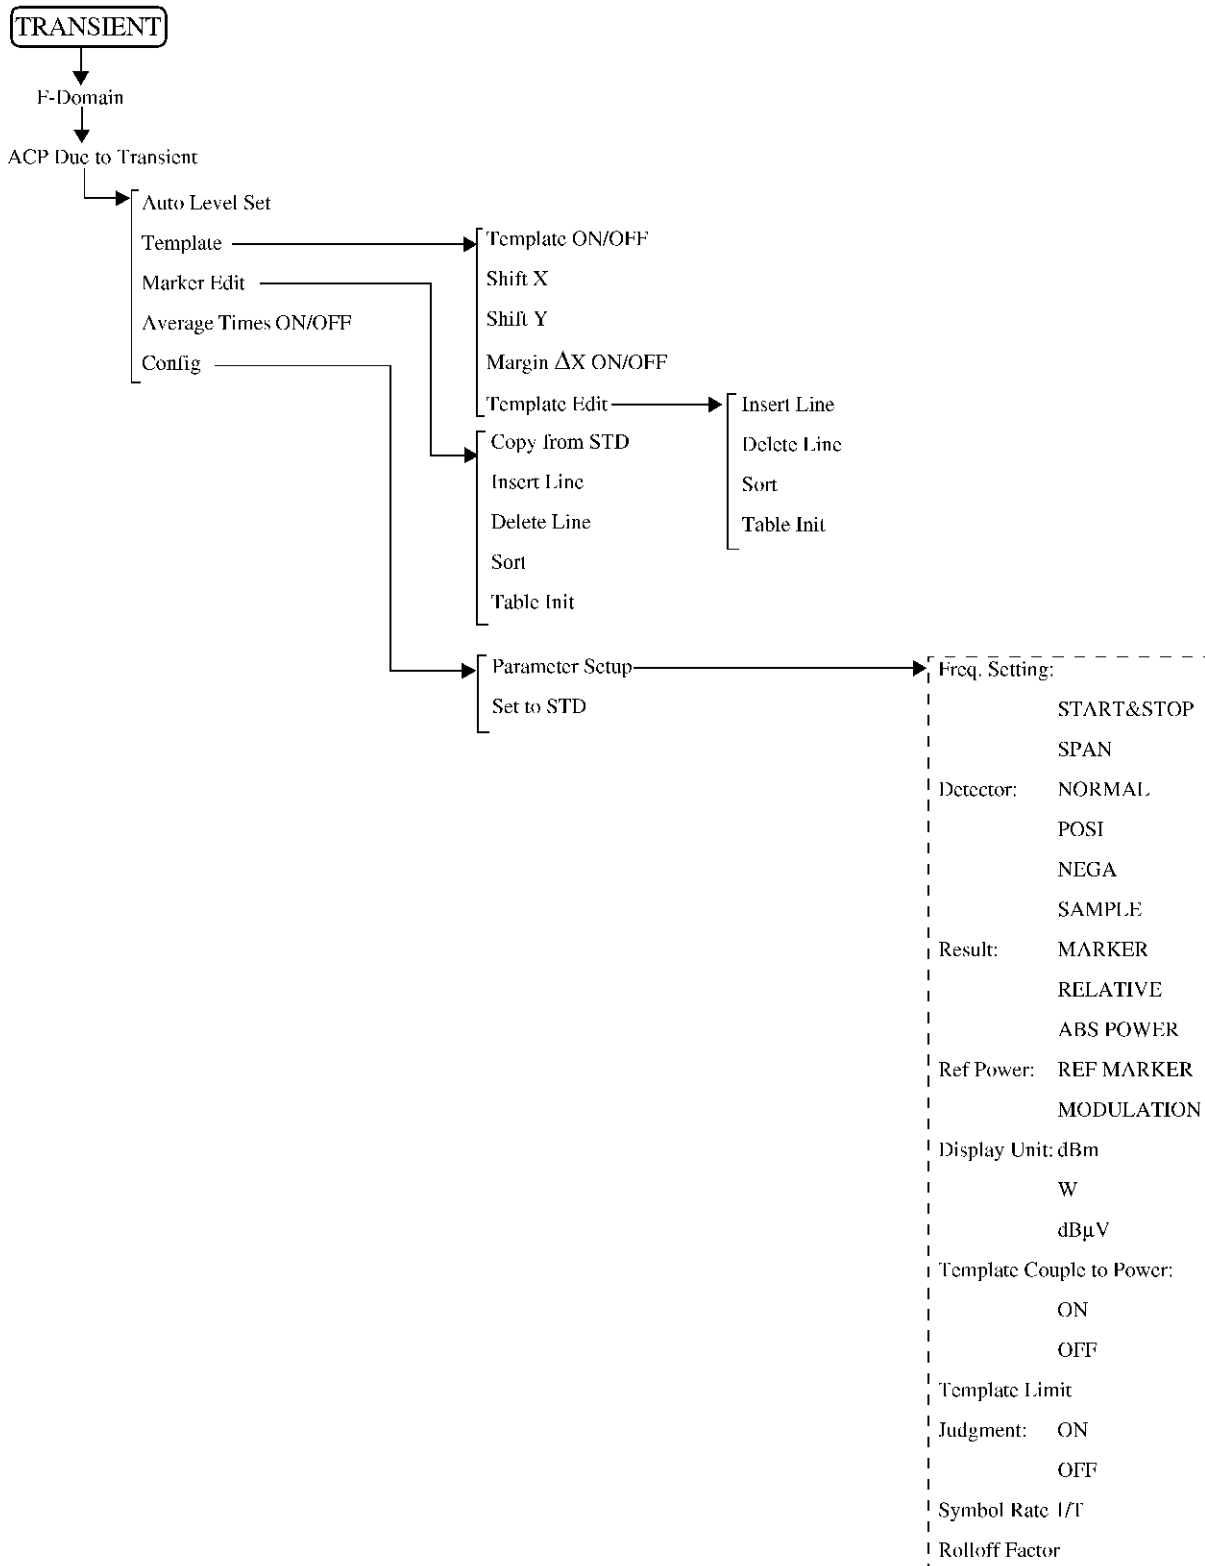 TRANSIENT
F-Domain
ACP Due to Transient
Auto Level Set
Template
Marker Edit
Average Times ON/OFF
Config
Template ON/OFF
Shift X
Shift Y
Margin ΔX ON/OFF
Template Edit
Insert Line
Delete Line
Sort
Table Init
Copy from STD
Insert Line
Delete Line
Sort
Table Init
Parameter Setup
Set to STD
Freq. Setting:
START&STOP
SPAN
Detector: NORMAL
POSI
NEGA
SAMPLE
Result: MARKER
RELATIVE
ABS POWER
Ref Power: REF MARKER
MODULATION
Display Unit: dBm
W
dBμV
Template Couple to Power:
ON
OFF
Template Limit
Judgment: ON
OFF
Symbol Rate 1/T
Rolloff Factor